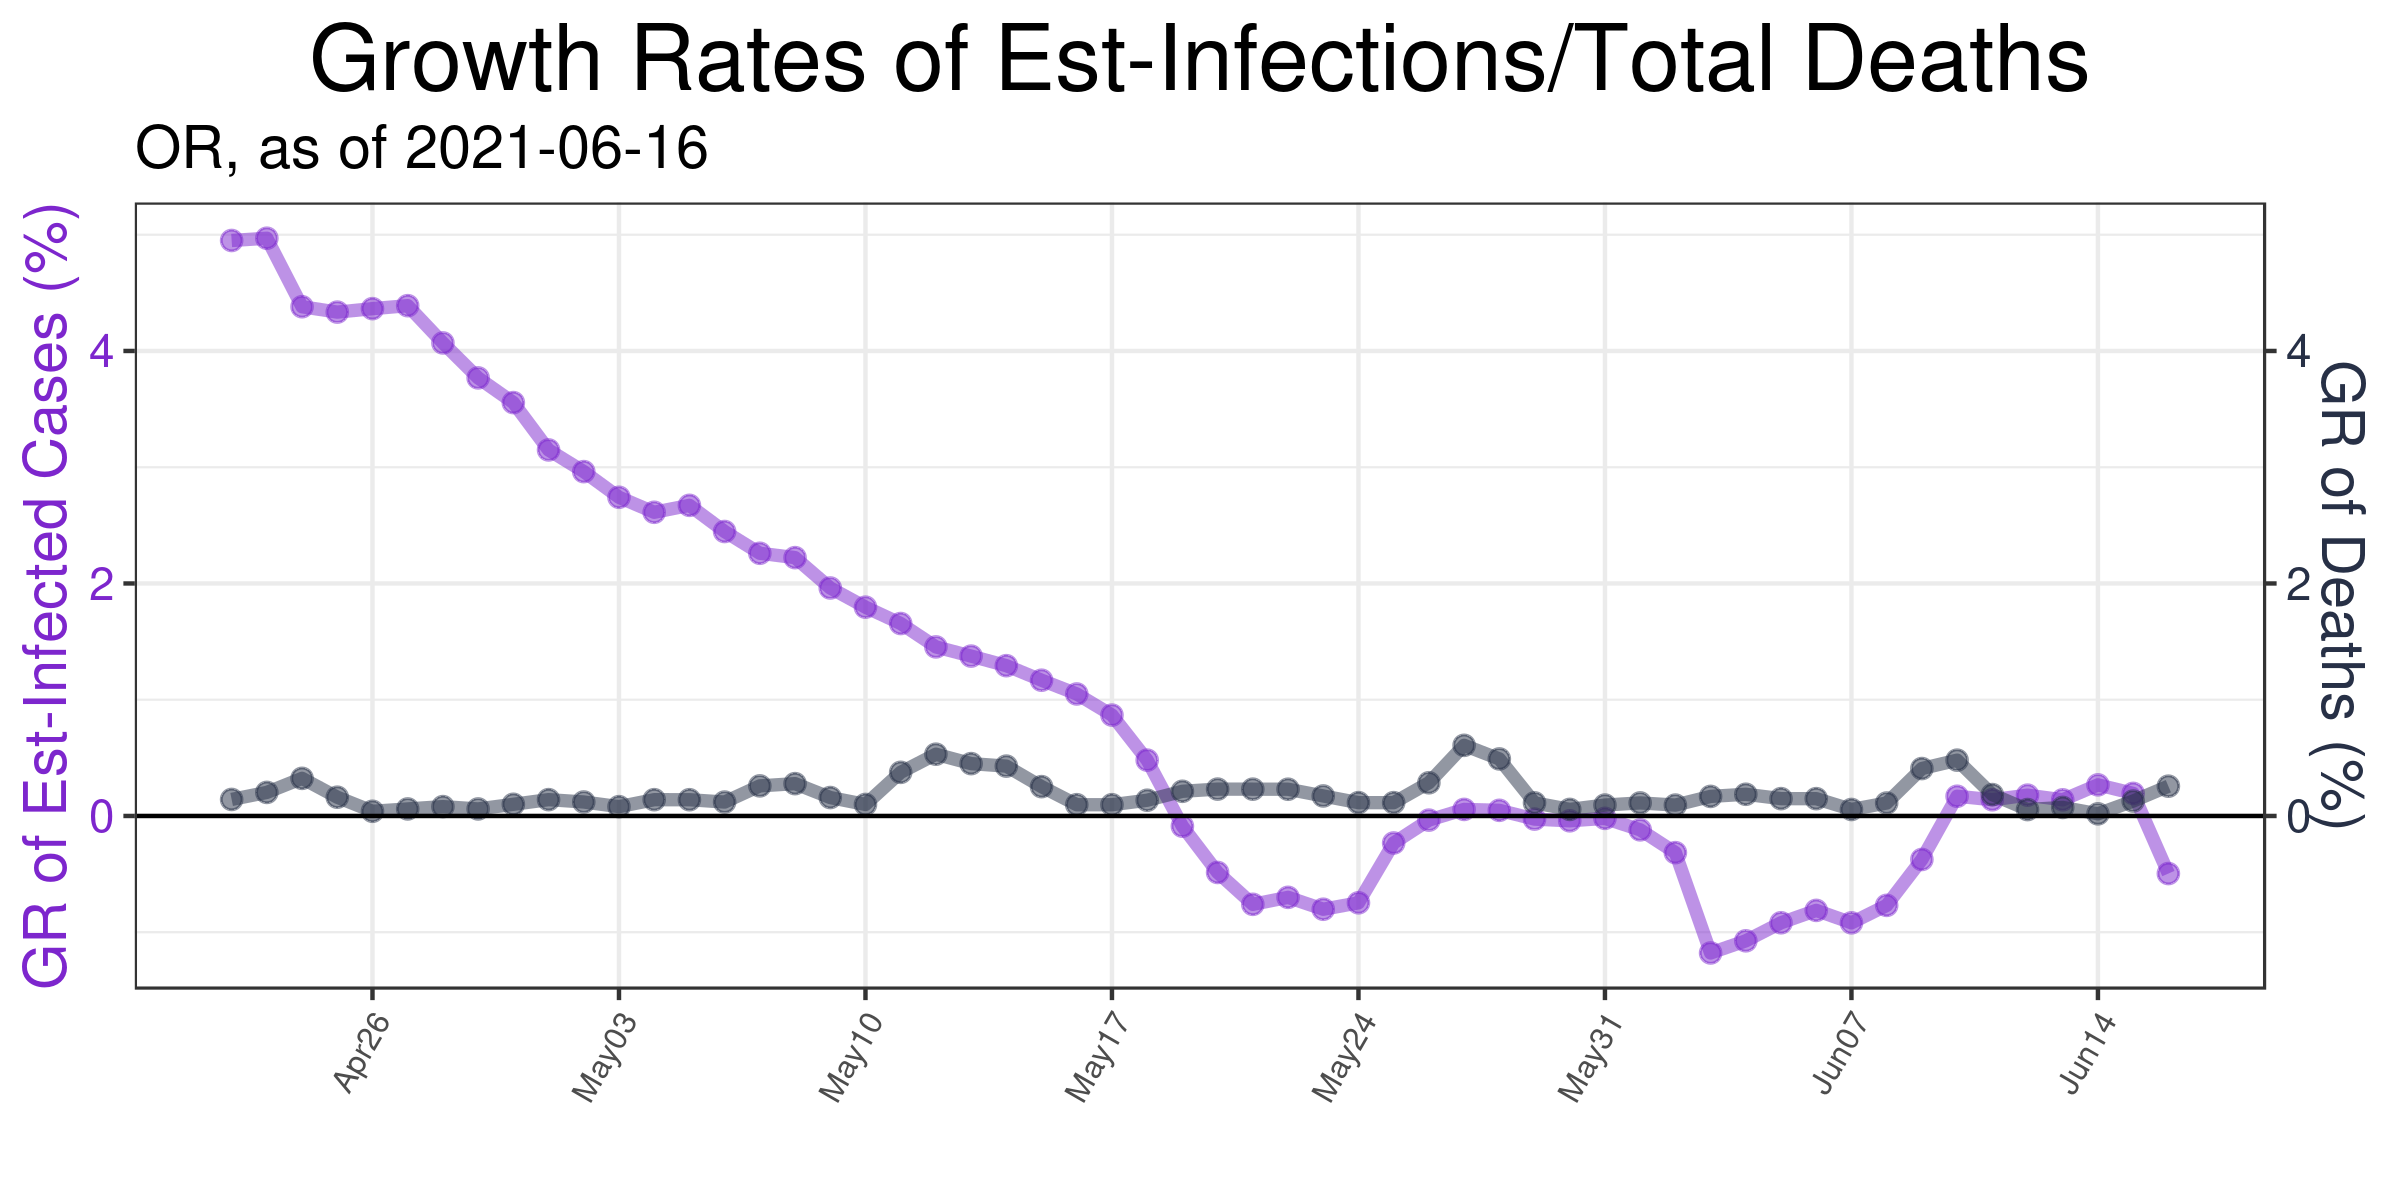 Growth Rates of Est-Infections/Total Deaths
OR, as of 2021-06-16
GR of Est-Infected Cases (%)
4
2
0
4
2
0
GR of Deaths (%)
Apr26
May03
May10
May17
May24
May31
Jun07
Jun14